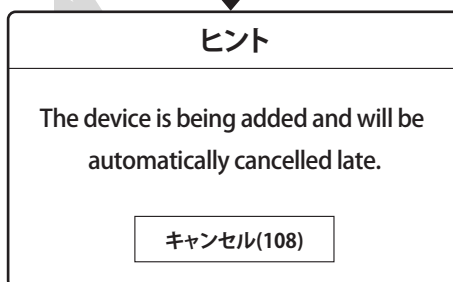 ヒント
The device is being added and will be
automatically cancelled late.
キャンセル(108)